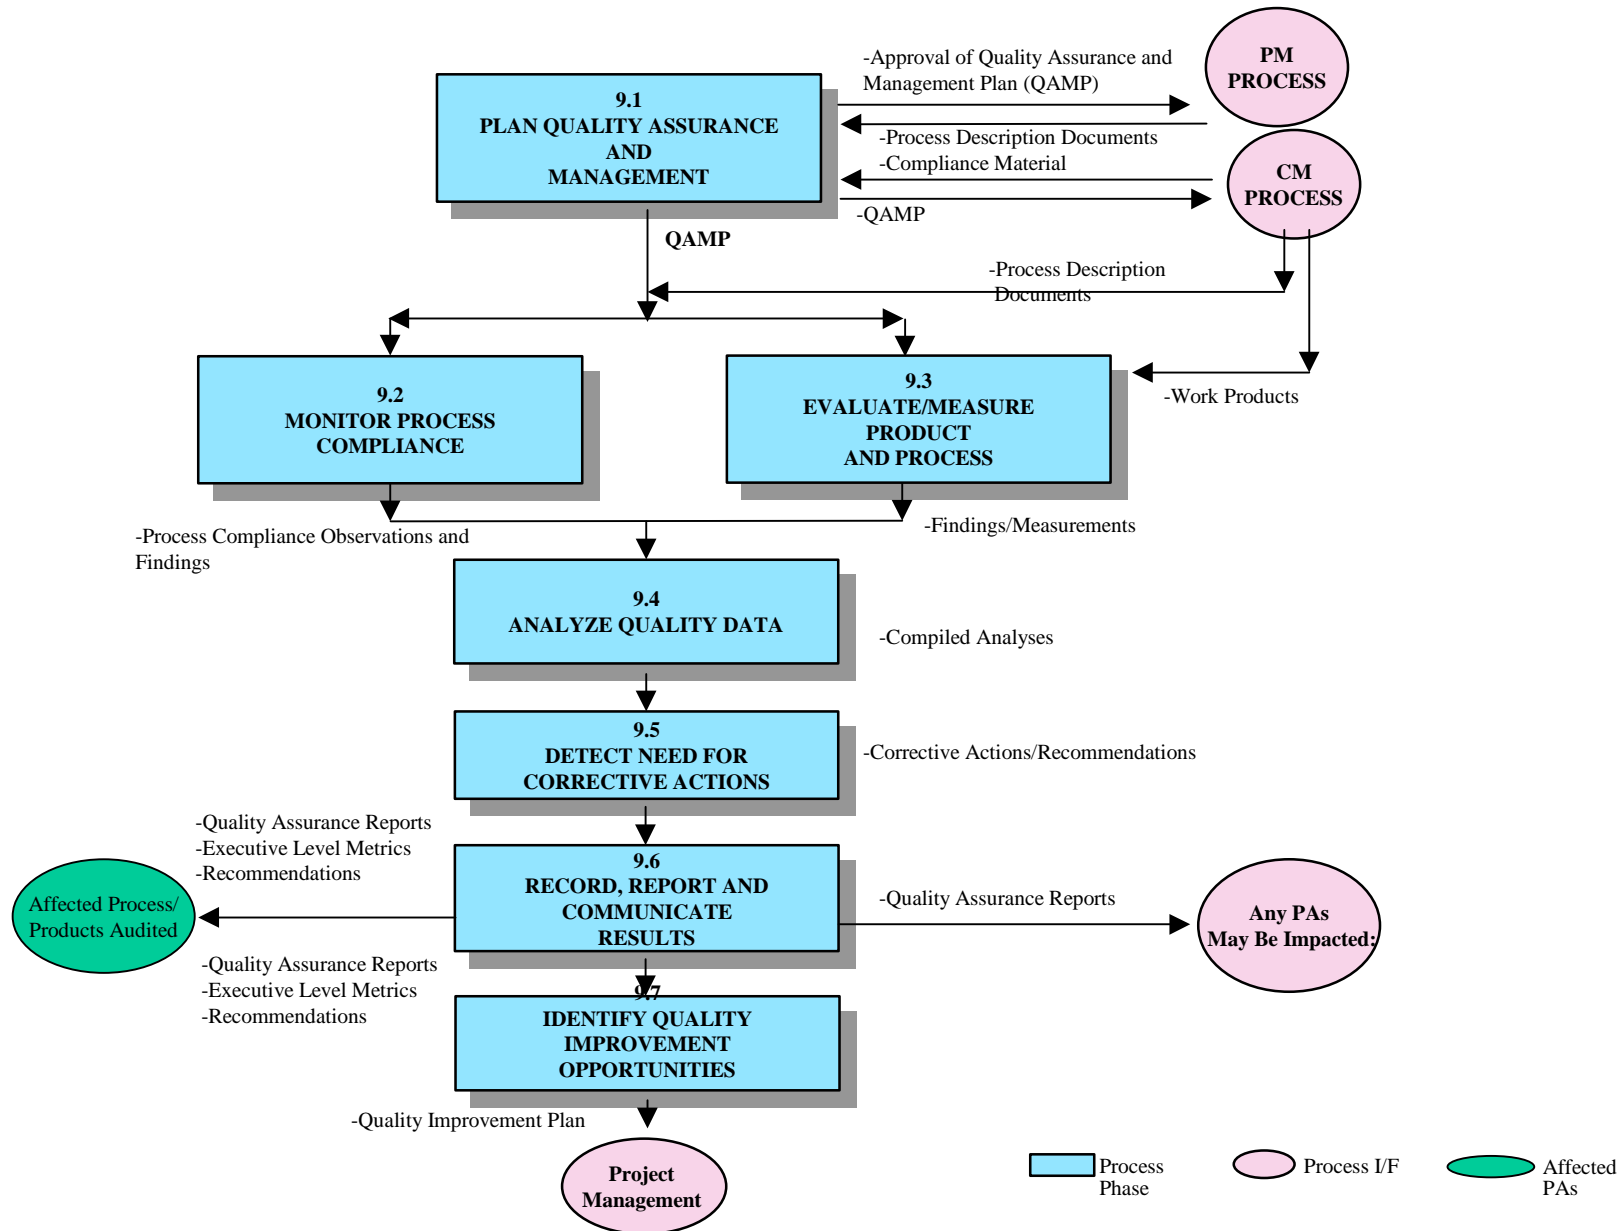 -Approval of Quality Assurance and
Management Plan (QAMP)
PM
PROCESS
9.1
PLAN QUALITY ASSURANCE
AND
MANAGEMENT
-Process Description Documents
-Compliance Material
CM
PROCESS
-QAMP
QAMP
-Process Description
Documents
9.2
MONITOR PROCESS
COMPLIANCE
9.3
EVALUATE/MEASURE
PRODUCT
AND PROCESS
-Work Products
-Process Compliance Observations and
Findings
-Findings/Measurements
9.4
ANALYZE QUALITY DATA
-Compiled Analyses
9.5
DETECT NEED FOR
CORRECTIVE ACTIONS
-Corrective Actions/Recommendations
-Quality Assurance Reports
-Executive Level Metrics
-Recommendations
9.6
RECORD, REPORT AND
COMMUNICATE
RESULTS
-Quality Assurance Reports
Affected Process/
Products Audited
Any PAs
May Be Impacted:
-Quality Assurance Reports
-Executive Level Metrics
-Recommendations
9.7
IDENTIFY QUALITY
IMPROVEMENT
OPPORTUNITIES
-Quality Improvement Plan
Project
Management
Process
Phase
Process I/F
Affected
PAs